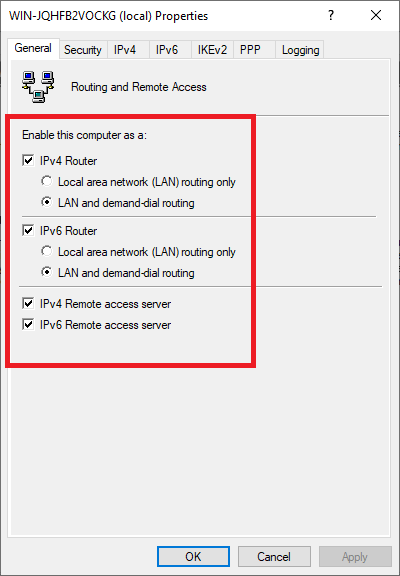 WIN-JQHFB2VOCKG (local) Properties
?
General Security IPv4 IPv6 IKEv2 PPP Logging
Routing and Remote Access
Enable this computer as a:
IPv4 Router
Local area network (LAN) routing only
LAN and demand-dial routing
IPv6 Router
Local area network (LAN) routing only
LAN and demand-dial routing
IPv4 Remote access server
IPv6 Remote access server
OK Cancel Apply